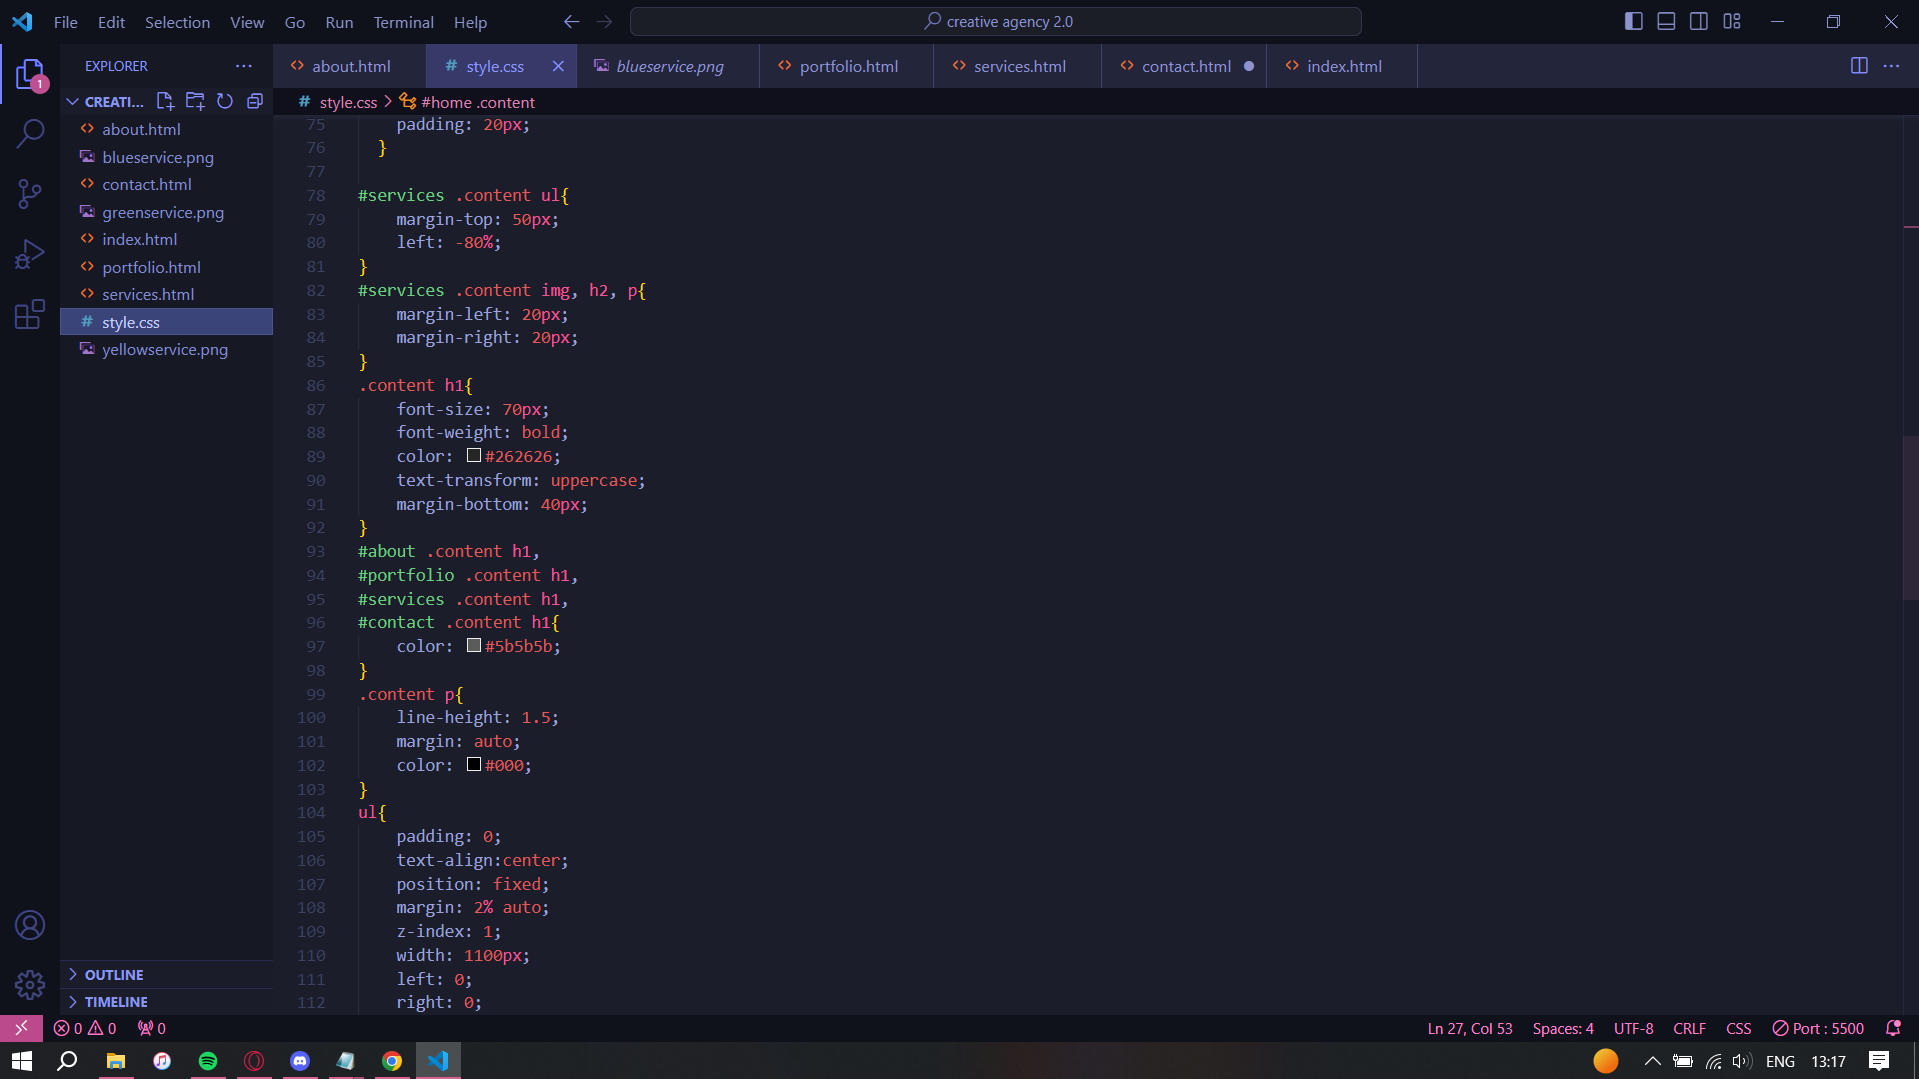 File Edit Selection View Go Run Terminal Help
creative agency 2.0
EXPLORER
about.html style.css blueservice.png portfolio.html services.html contact.html index.html
1
CREATI...
style.css > #home .content
about.html
blueservice.png
contact.html
greenservice.png
index.html
portfolio.html
services.html
style.css
yellowservice.png
75 padding: 20px;
76 }
77
78 #services .content ul{
79 margin-top: 50px;
80 left: -80%;
81 }
82 #services .content img, h2, p{
83 margin-left: 20px;
84 margin-right: 20px;
85 }
86 .content h1{
87 font-size: 70px;
88 font-weight: bold;
89 color: #262626;
90 text-transform: uppercase;
91 margin-bottom: 40px;
92 }
93 #about .content h1,
94 #portfolio .content h1,
95 #services .content h1,
96 #contact .content h1{
97 color: #5b5b5b;
98 }
99 .content p{
100 line-height: 1.5;
101 margin: auto;
102 color: #000;
103 }
104 ul{
105 padding: 0;
106 text-align:center;
107 position: fixed;
108 margin: 2% auto;
109 z-index: 1;
110 width: 1100px;
111 left: 0;
112 right: 0;
OUTLINE
TIMELINE
0 0 0
Ln 27, Col 53 Spaces: 4 UTF-8 CRLF CSS Port : 5500
ENG 13:17